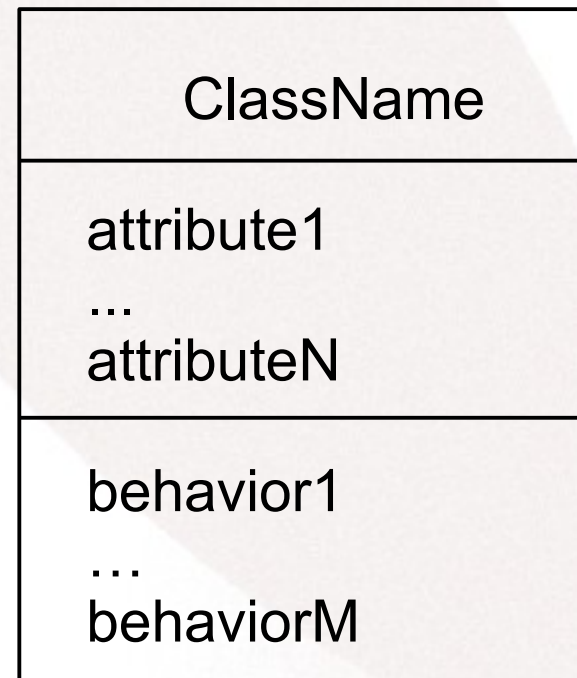 ClassName
attribute1
...
attributeN
behavior1
…
behaviorM